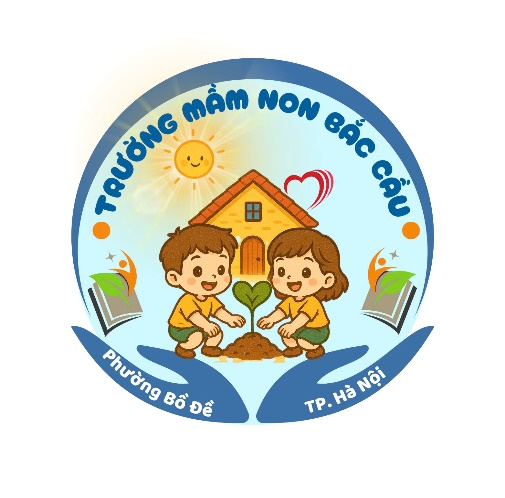 TRƯỜNG MẦM NON BẮC CẦU
Phường Bồ Đề
TP. Hà Nội